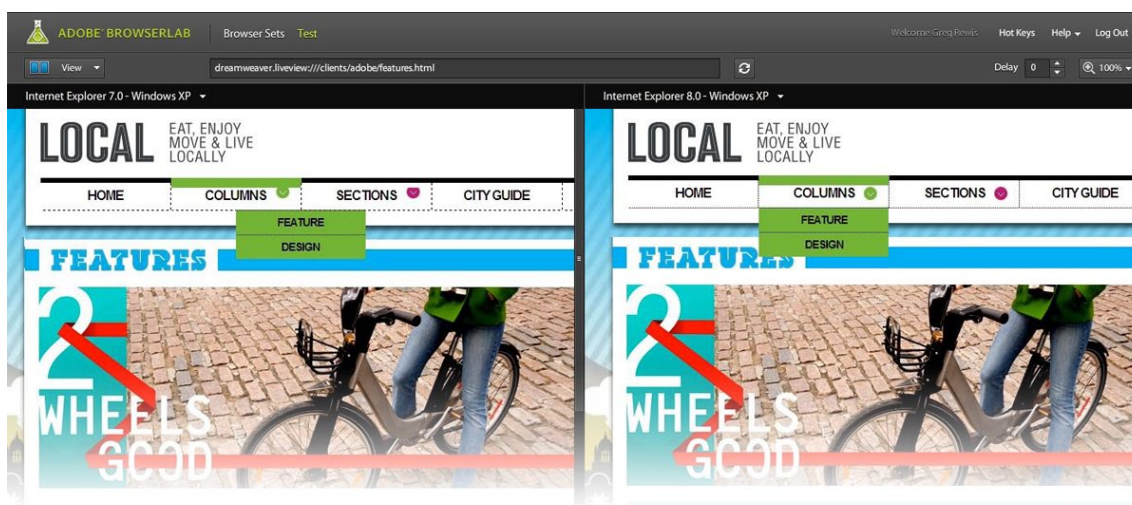 ADOBE® BROWSERLAB Browser Sets Test Welcome Greg Rewis Hot Keys Help Log Out
View dreamweaver.liveview:///clients/adobe/features.html Delay 0 100%
Internet Explorer 7.0 - Windows XP
LOCAL
EAT, ENJOY
MOVE & LIVE
LOCALLY
HOME COLUMNS SECTIONS CITY GUIDE
FEATURE
DESIGN
FEATURES
2
WHEELS
GOOD
Internet Explorer 8.0 - Windows XP
LOCAL
EAT, ENJOY
MOVE & LIVE
LOCALLY
HOME COLUMNS SECTIONS CITY GUIDE
FEATURE
DESIGN
FEATURES
2
WHEELS
GOOD